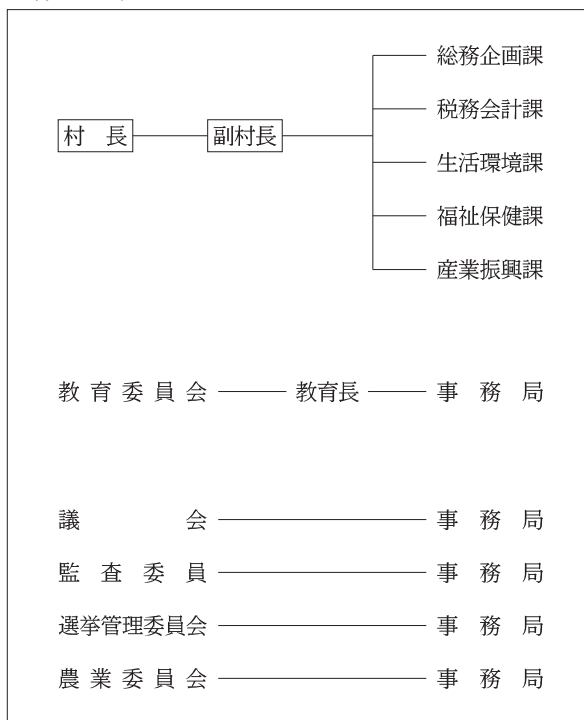 総務企画課
税務会計課
村長 副村長
生活環境課
福祉保健課
産業振興課
教育委員会 教育長 事務局
議会 事務局
監査委員 事務局
選挙管理委員会 事務局
農業委員会 事務局